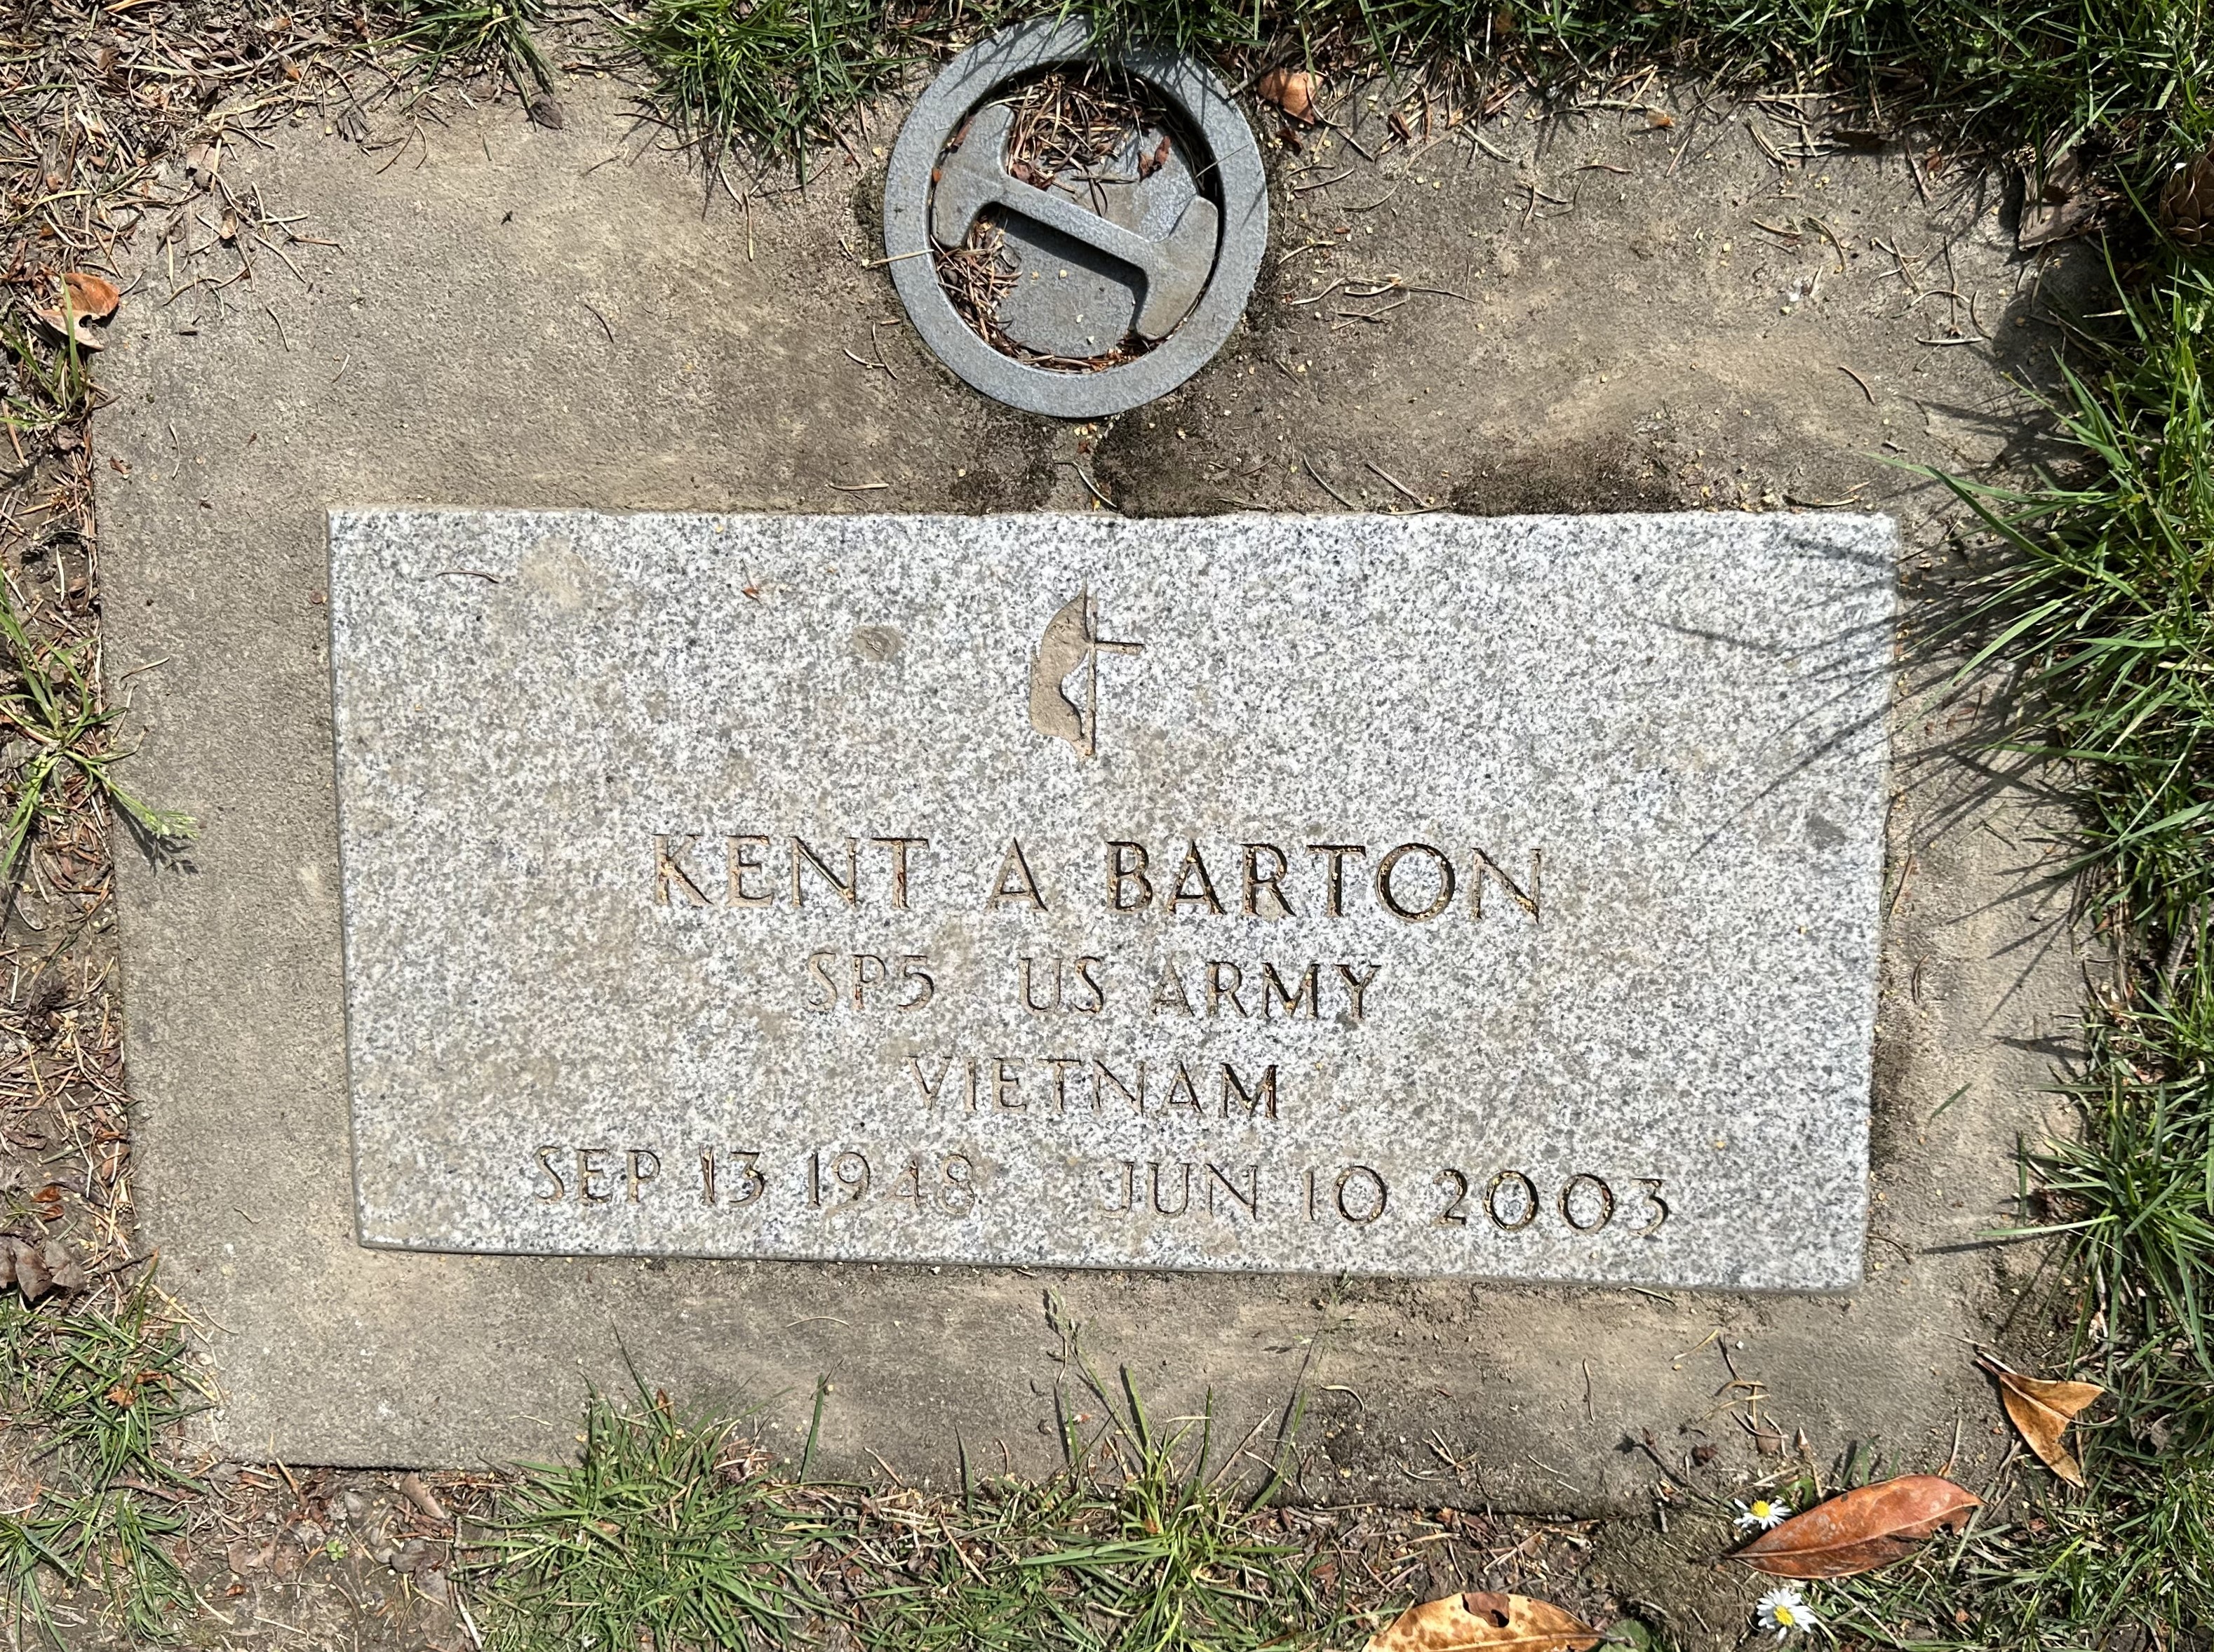 KENT A BARTON
SP5 US ARMY
VIETNAM
SEP 13 1948 JUN 10 2003